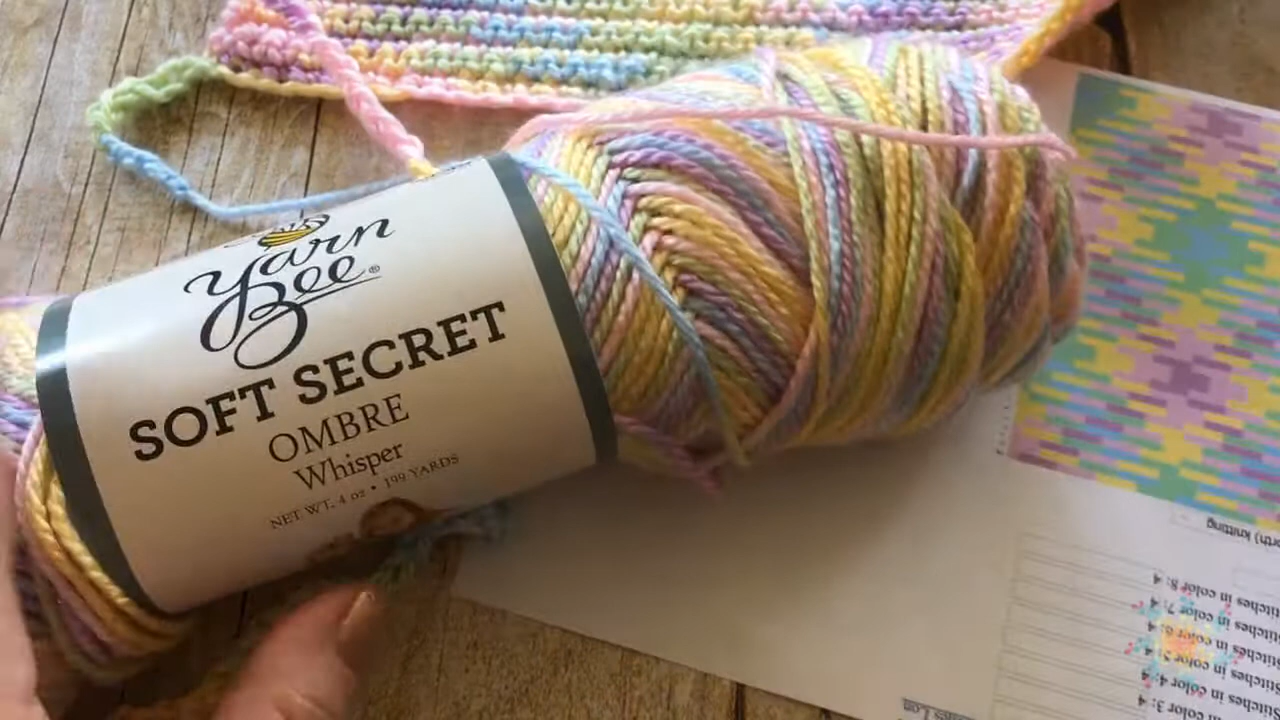 Yarn
Bee®
SOFT SECRET
OMBRE
Whisper
NET WT. 4 oz • 199 YARDS
knitting
Stitches in color 8: 4
Stitches in color 7: 4
Stitches in color 6: 4
Stitches in color 5: 4
Stitches in color 4: 4
Stitches in color 3: 4